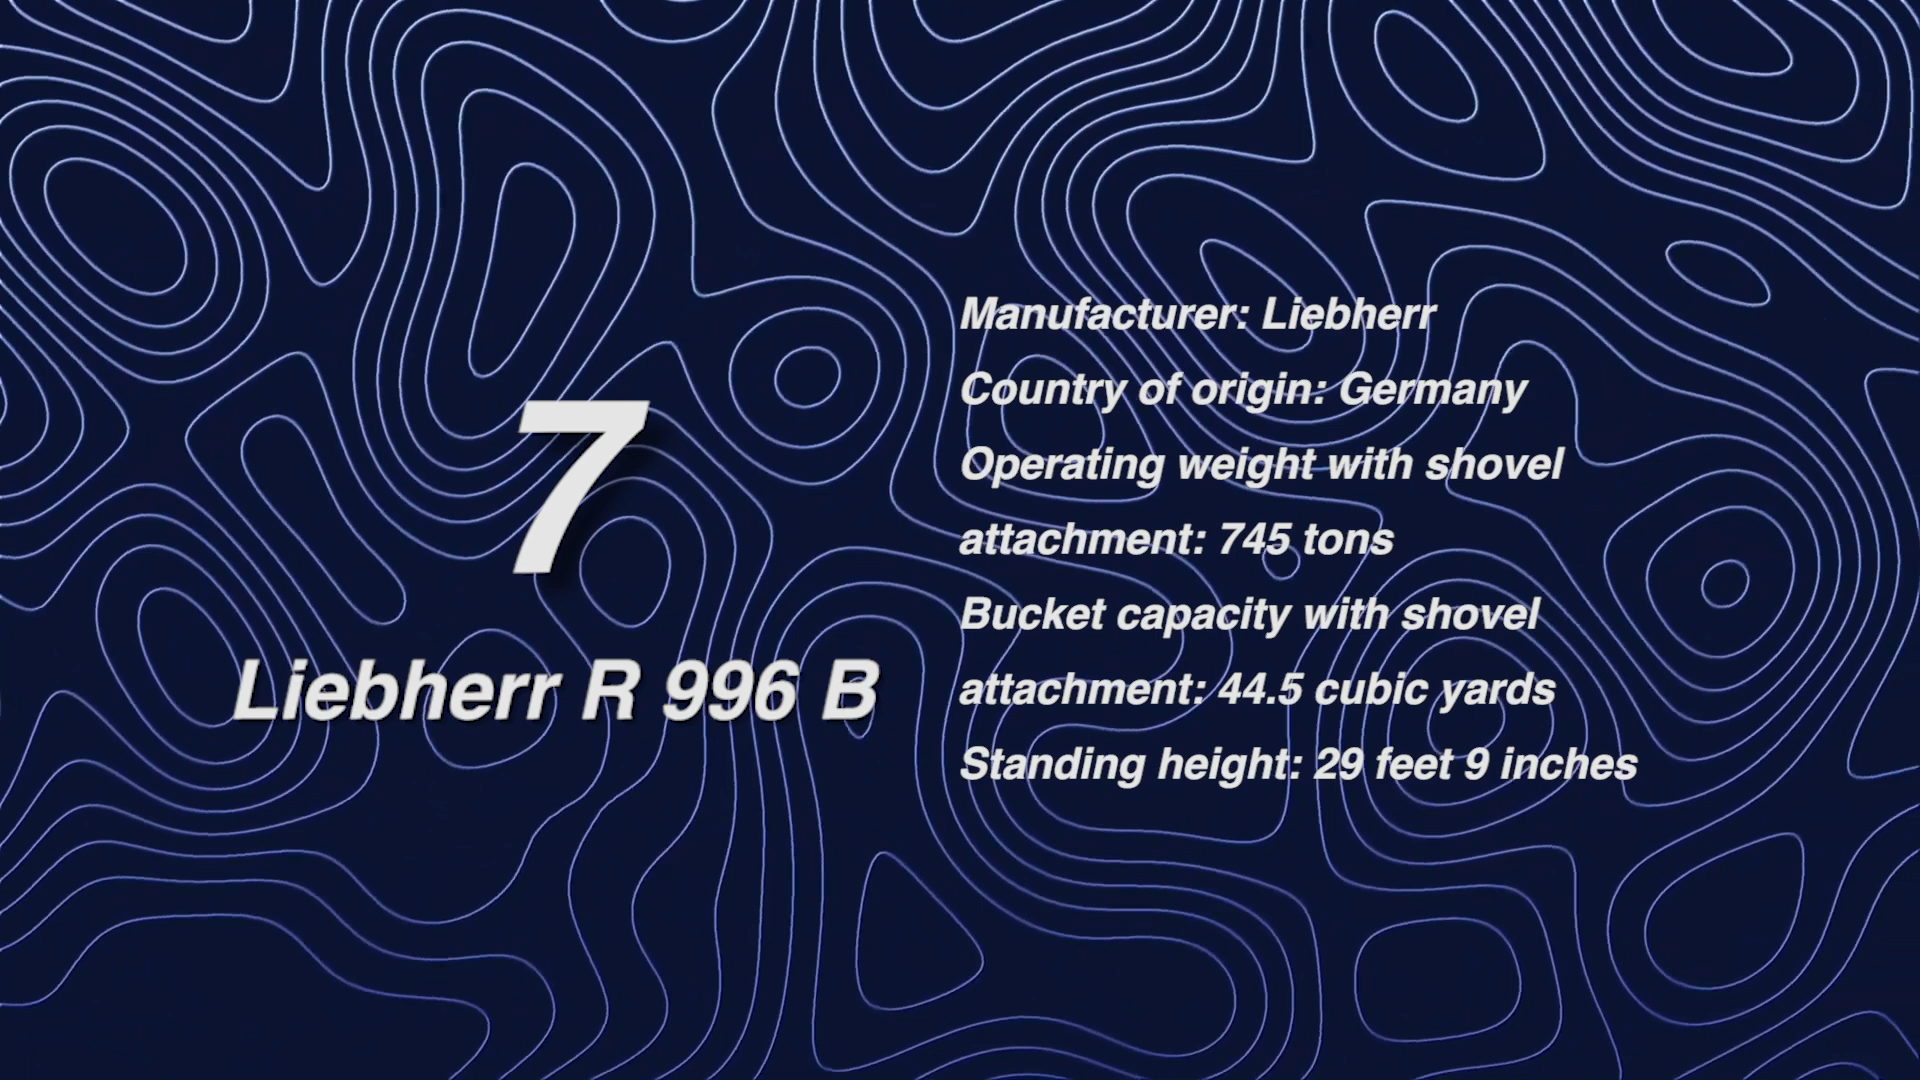 7
Liebherr R 996 B
Manufacturer: Liebherr
Country of origin: Germany
Operating weight with shovel
attachment: 745 tons
Bucket capacity with shovel
attachment: 44.5 cubic yards
Standing height: 29 feet 9 inches